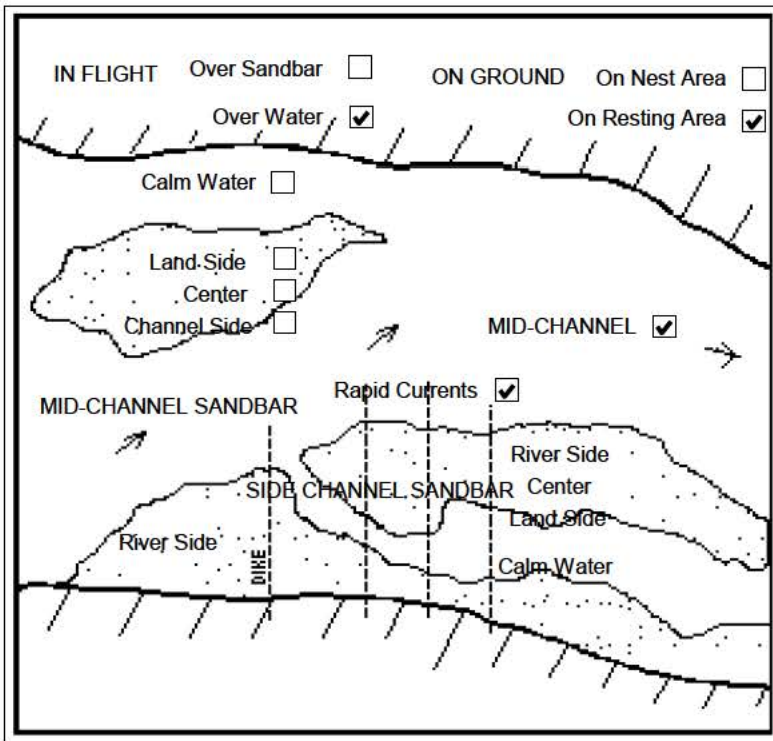 IN FLIGHT Over Sandbar ON GROUND On Nest Area
Over Water On Resting Area
Calm Water
Land Side
Center
Channel Side
MID-CHANNEL
Rapid Currents
MID-CHANNEL SANDBAR
River Side
SIDE CHANNEL SANDBAR
Center
Land Side
River Side
DIKE
Calm Water